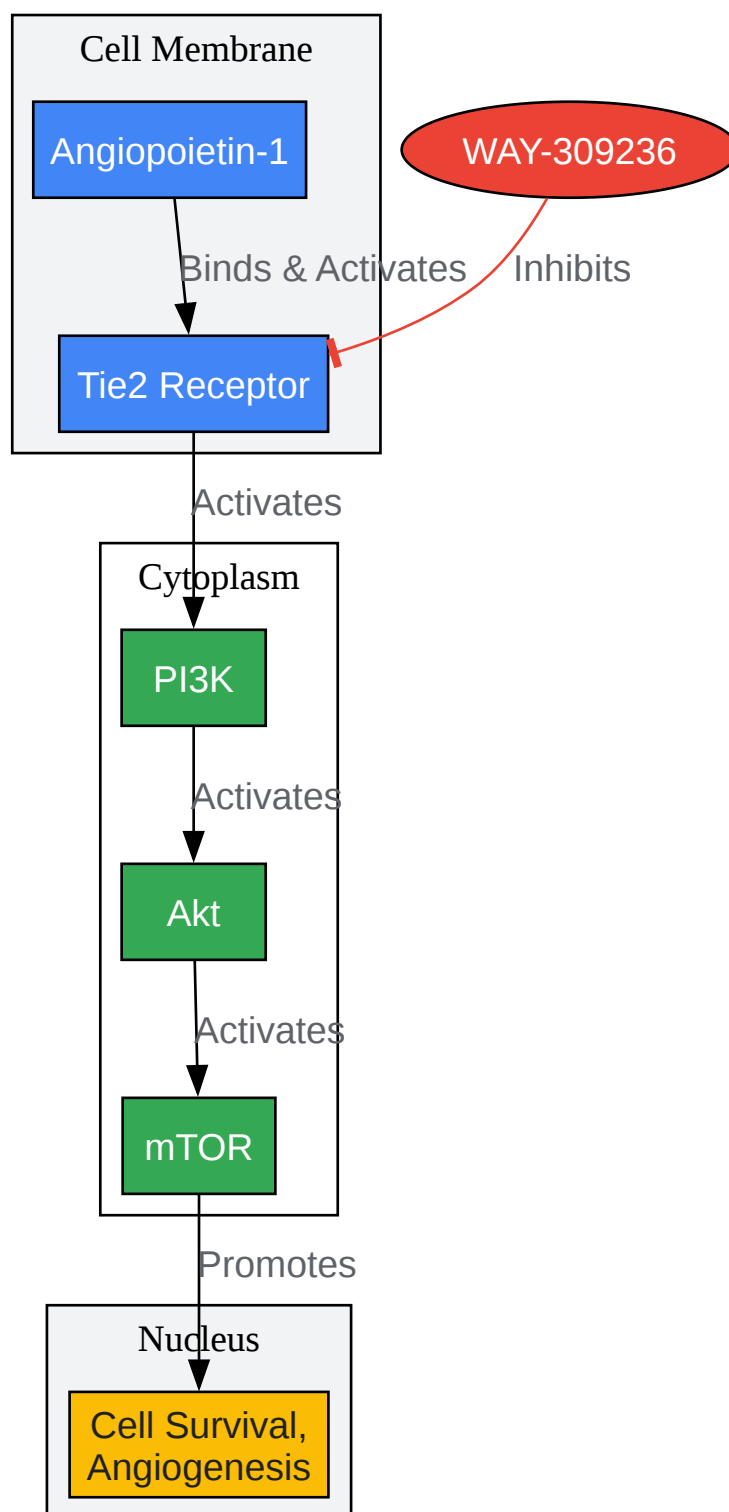 Cell Membrane
Angiopoietin-1
WAY-309236
Binds & Activates
Inhibits
Tie2 Receptor
Activates
Cytoplasm
PI3K
Activates
Akt
Activates
mTOR
Promotes
Nucleus
Cell Survival,
Angiogenesis